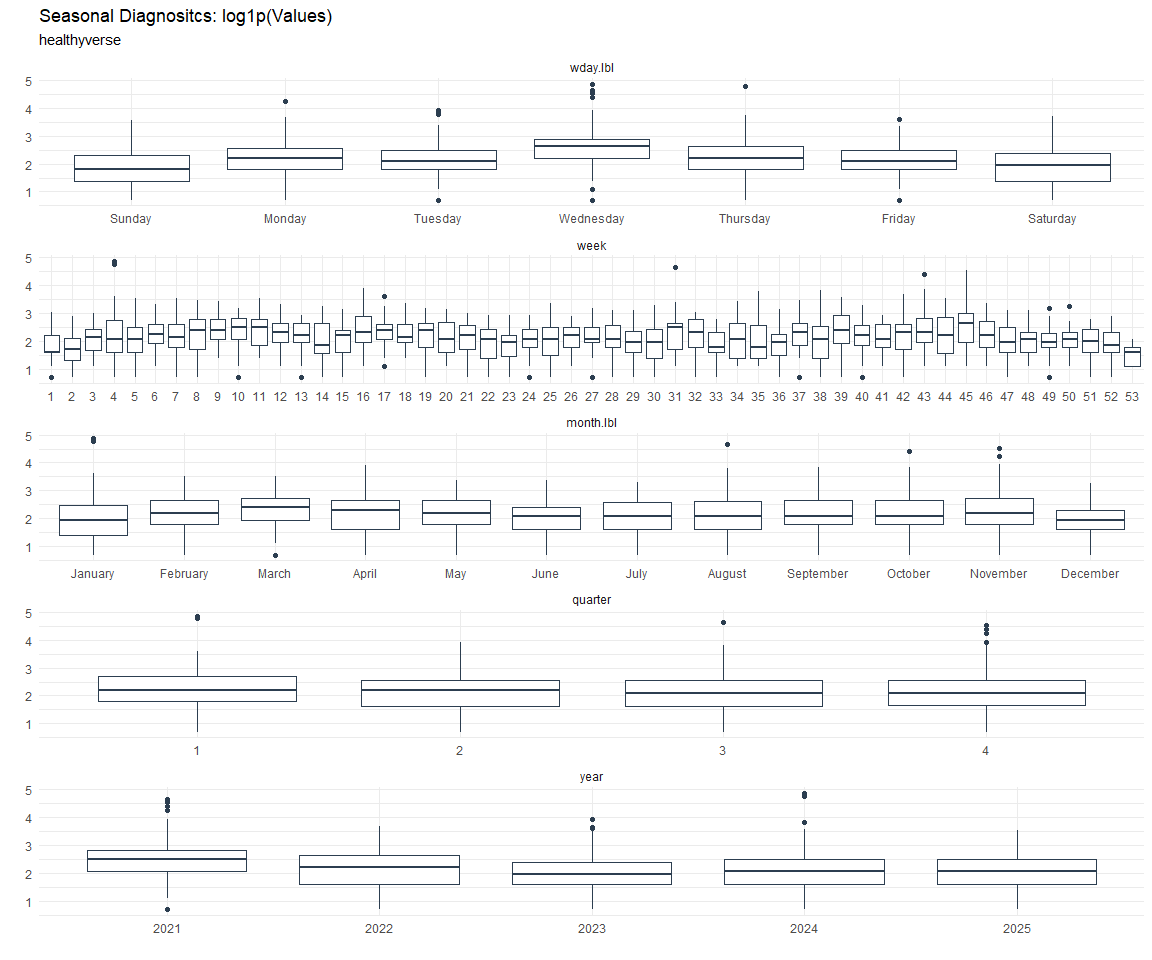 Seasonal Diagnositcs: log1p(Values)
healthyverse
wday.lbl
5
4
3
2
1
Sunday Monday Tuesday Wednesday Thursday Friday Saturday
week
5
4
3
2
1
1 2 3 4 5 6 7 8 9 10 11 12 13 14 15 16 17 18 19 20 21 22 23 24 25 26 27 28 29 30 31 32 33 34 35 36 37 38 39 40 41 42 43 44 45 46 47 48 49 50 51 52 53
month.lbl
5
4
3
2
1
January February March April May June July August September October November December
quarter
5
4
3
2
1
1 2 3 4
year
5
4
3
2
1
2021 2022 2023 2024 2025